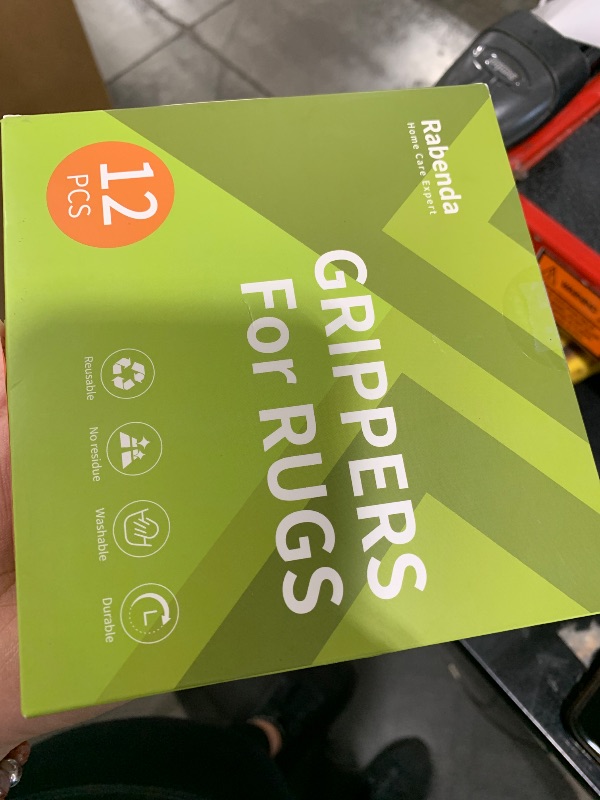 Rabenda
Home Care Expert
GRIPPERS
For RUGS
12
PCS
Reusable
No residue
Washable
Durable